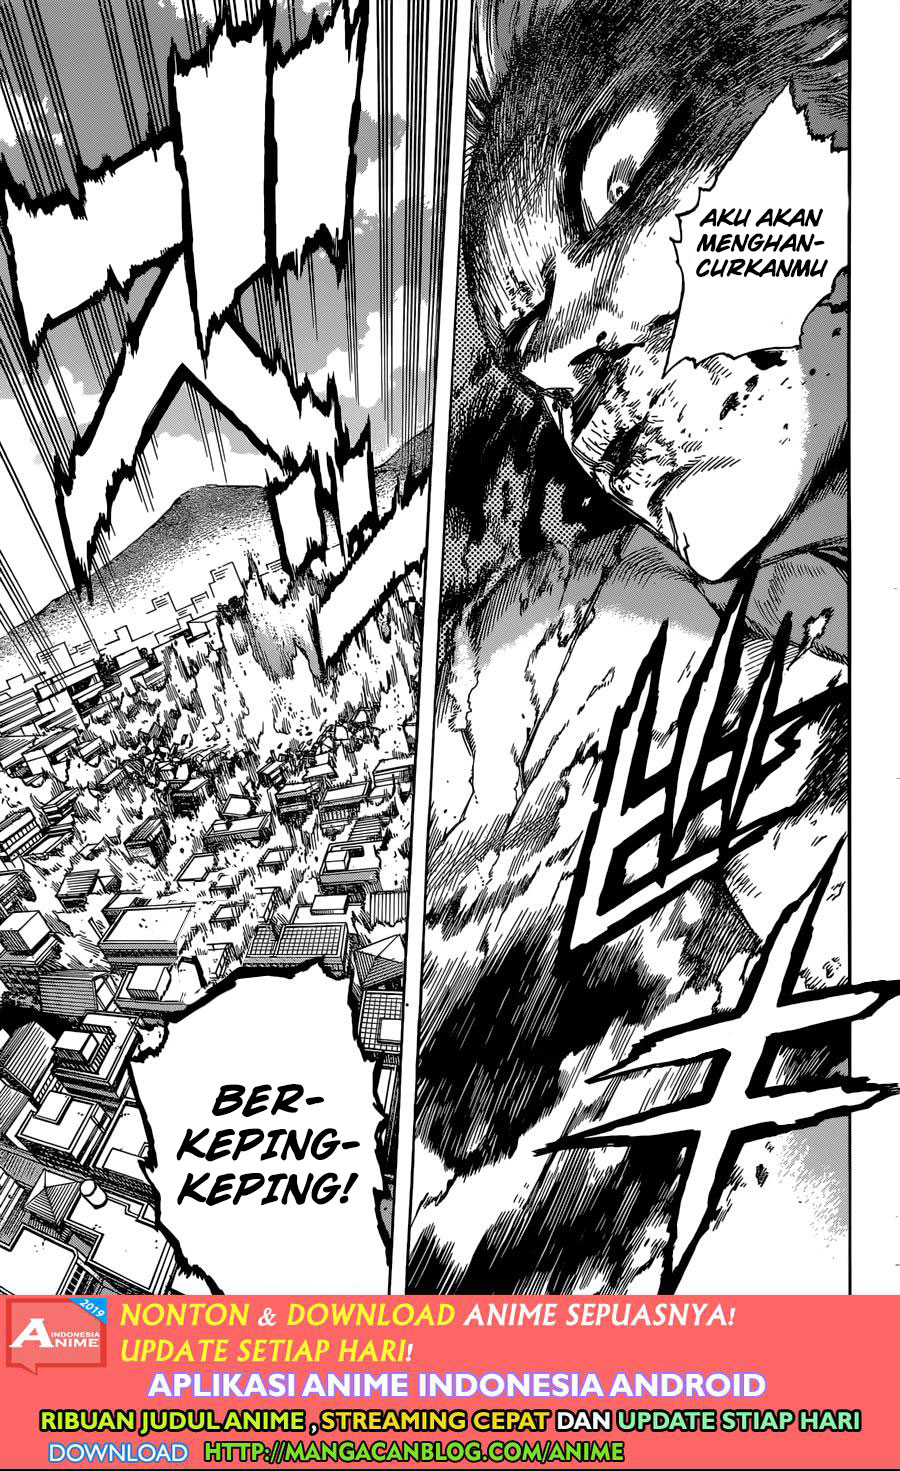 AKU AKAN
MENGHAN-
CURKANMU
BER-
KEPING-
KEPING!
2019
INDONESIA
ANIME
NONTON & DOWNLOAD ANIME SEPUASNYA!
UPDATE SETIAP HARI!
APLIKASI ANIME INDONESIA ANDROID
RIBUAN JUDUL ANIME , STREAMING CEPAT DAN UPDATE STIAP HARI
DOWNLOAD HTTP://MANGACANBLOG.COM/ANIME